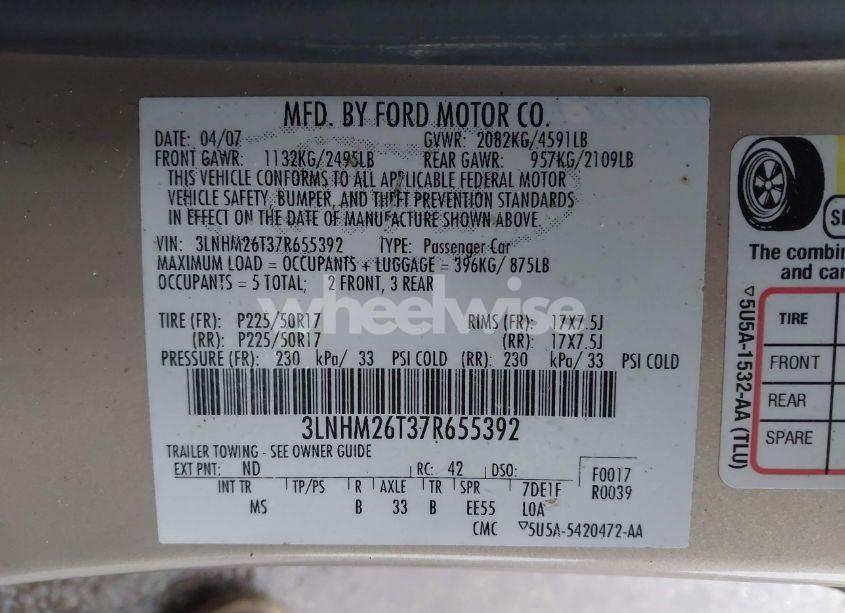 MFD. BY FORD MOTOR CO.
DATE: 04/07 GVWR: 2082KG/4591LB
FRONT GAWR: 1132KG/2495LB REAR GAWR: 957KG/2109LB
THIS VEHICLE CONFORMS TO ALL APPLICABLE FEDERAL MOTOR
VEHICLE SAFETY, BUMPER, AND THEFT PREVENTION STANDARDS
IN EFFECT ON THE DATE OF MANUFACTURE SHOWN ABOVE.
VIN: 3LNHM26T37R655392 TYPE: Passenger Car
MAXIMUM LOAD = OCCUPANTS + LUGGAGE = 396KG/ 875LB
OCCUPANTS = 5 TOTAL; 2 FRONT, 3 REAR
wheelwise
TIRE (FR): P225/50R17 RIMS (FR): 17X7.5J
(RR): P225/50R17 (RR): 17X7.5J
PRESSURE (FR): 230 kPa/ 33 PSI COLD (RR): 230 kPa/ 33 PSI COLD
3LNHM26T37R655392
TRAILER TOWING - SEE OWNER GUIDE
EXT PNT: ND RC: 42 DSO: F0017
INT TR TP/PS R AXLE TR SPR 7DE1F R0039
MS B 33 B EE55 L0A
CMC ▽5U5A-5420472-AA
The combin
and car
▽5U5A-1532-AA (TLU)
TIRE
FRONT
REAR
SPARE